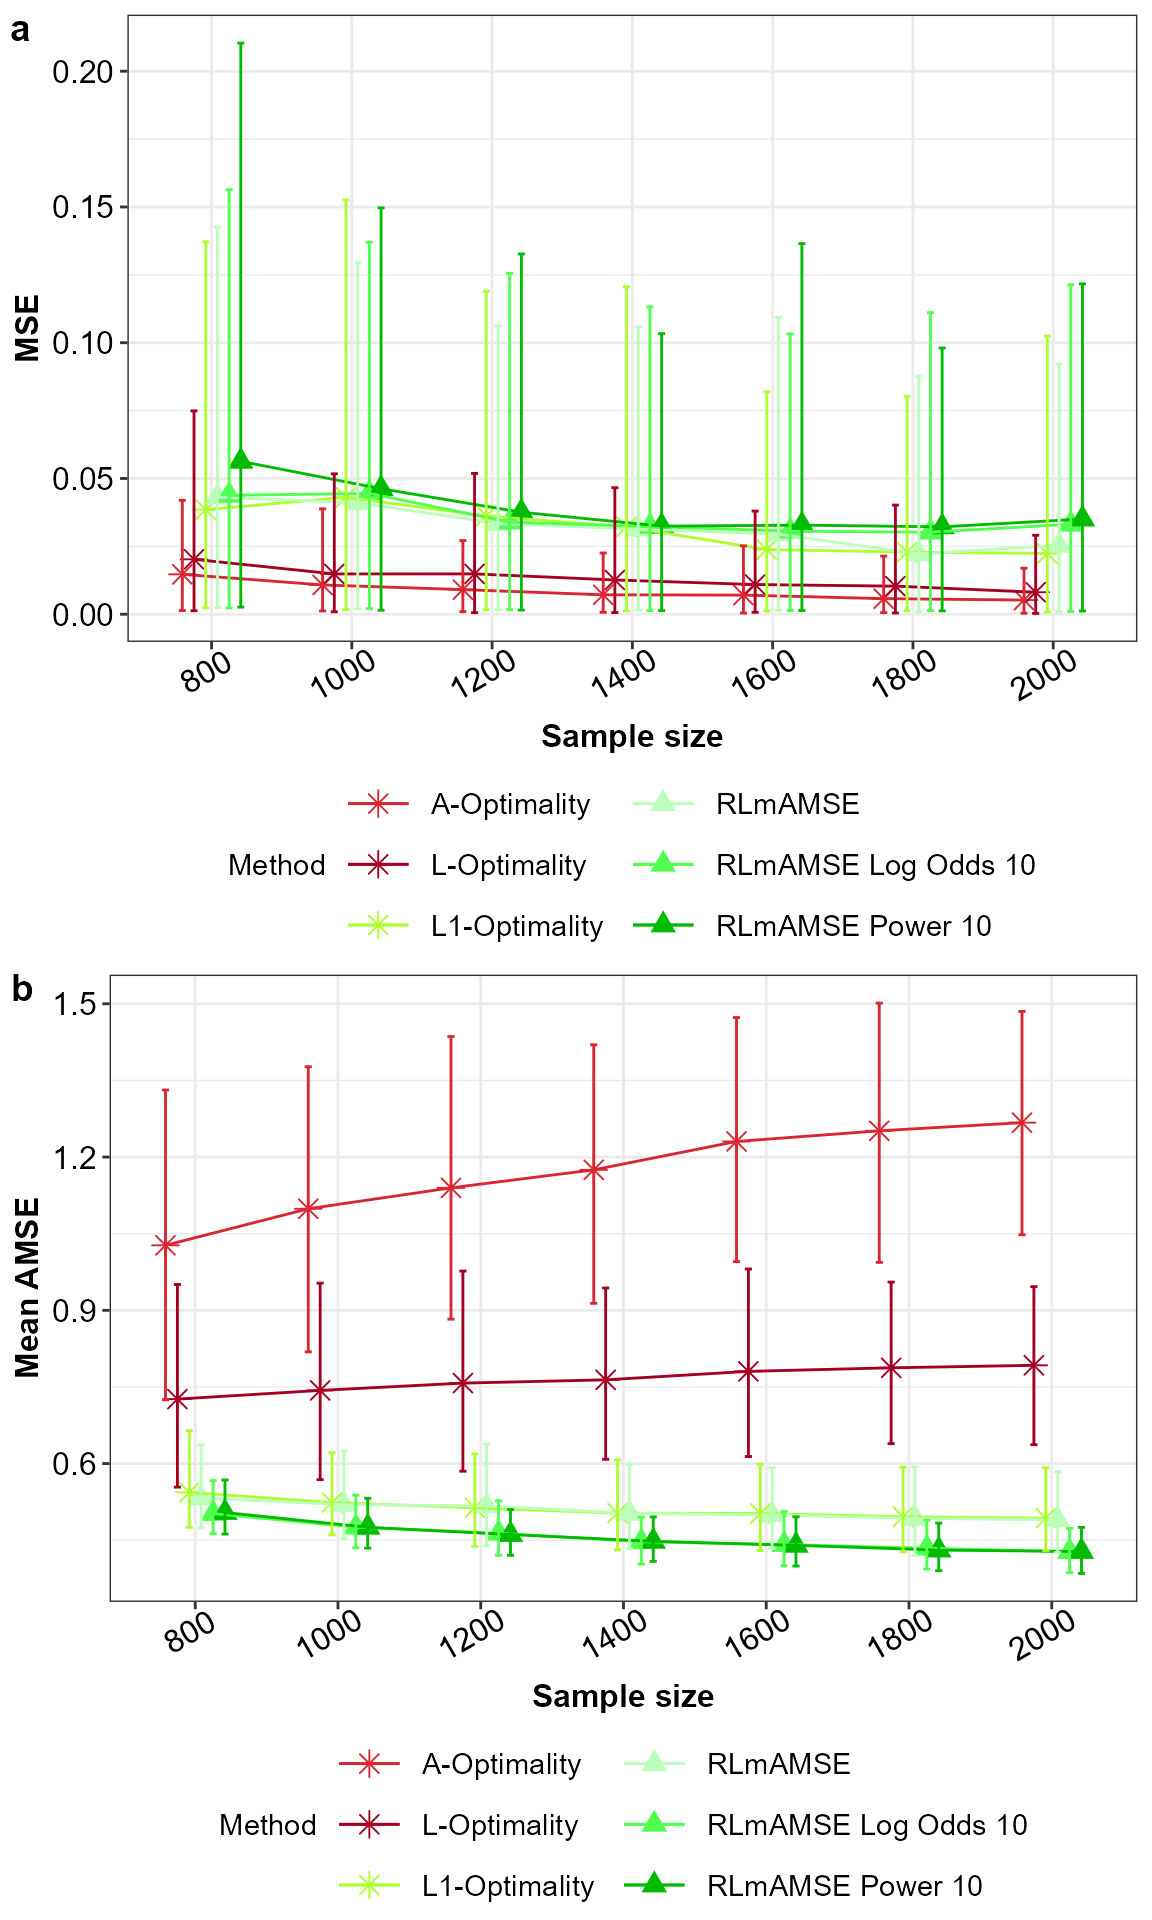 a
0.20
0.15
0.10
0.05
0.00
MSE
800 1000 1200 1400 1600 1800 2000
Sample size
Method
A-Optimality
L-Optimality
L1-Optimality
RLmAMSE
RLmAMSE Log Odds 10
RLmAMSE Power 10
b
1.5
1.2
0.9
0.6
Mean AMSE
800 1000 1200 1400 1600 1800 2000
Sample size
Method
A-Optimality
L-Optimality
L1-Optimality
RLmAMSE
RLmAMSE Log Odds 10
RLmAMSE Power 10